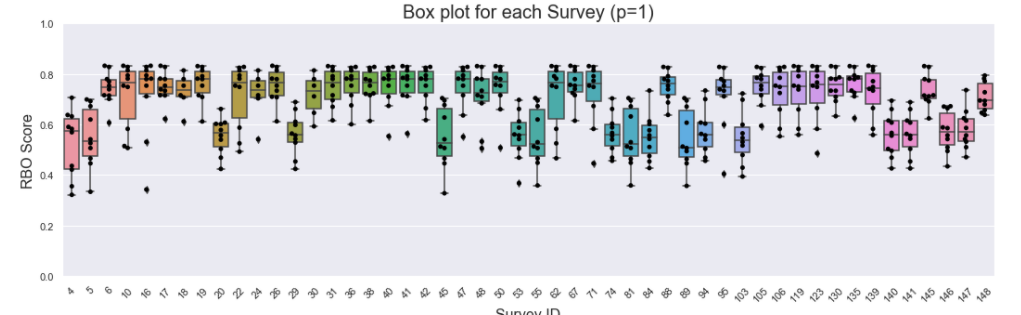 Box plot for each Survey (p=1)
1.0
0.8
0.6
0.4
0.2
0.0
RBO Score
4 5 6 10 16 17 18 19 20 22 24 26 29 30 31 36 38 40 41 42 45 47 48 50 53 55 62 67 71 74 81 84 88 89 94 95 103 105 106 119 123 130 135 139 140 141 145 146 147 148
Survey ID